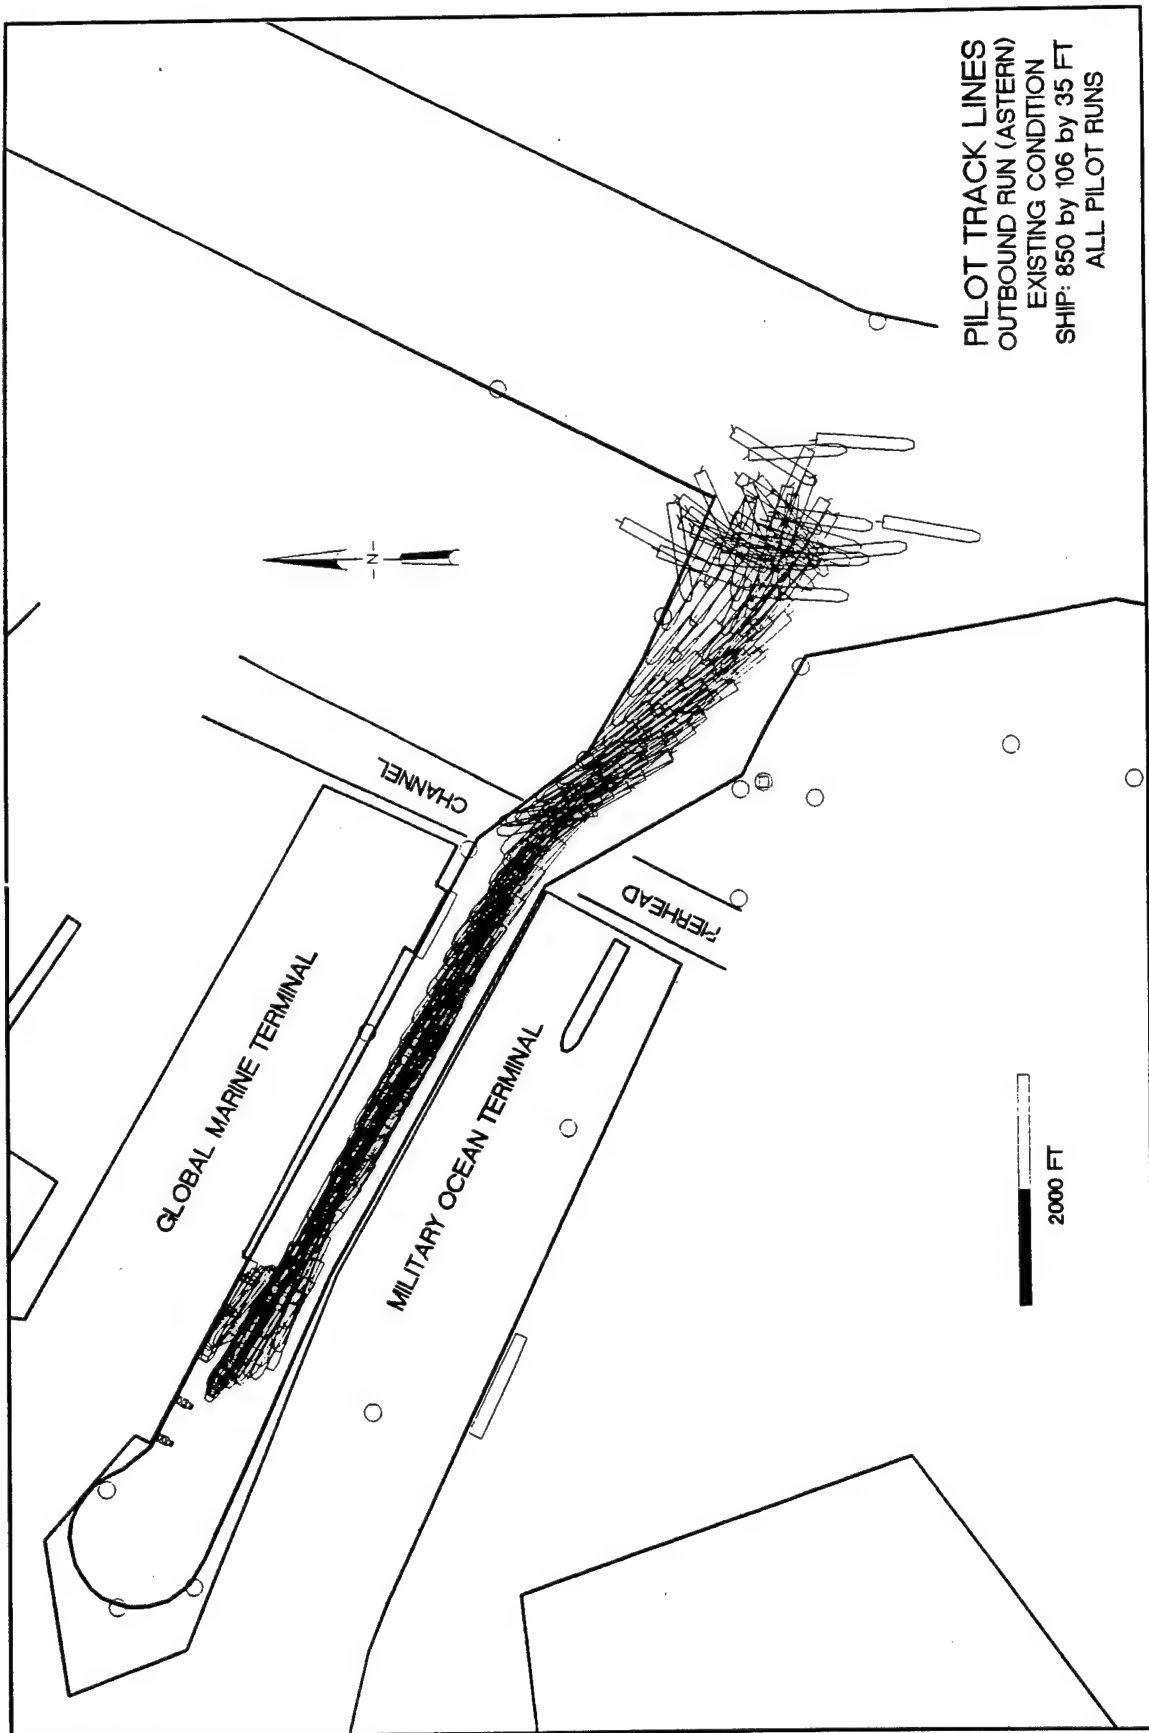 PILOT TRACK LINES
OUTBOUND RUN (ASTERN)
EXISTING CONDITION
SHIP: 850 by 106 by 35 FT
ALL PILOT RUNS
N
CHANNEL
PIERHEAD
GLOBAL MARINE TERMINAL
MILITARY OCEAN TERMINAL
2000 FT